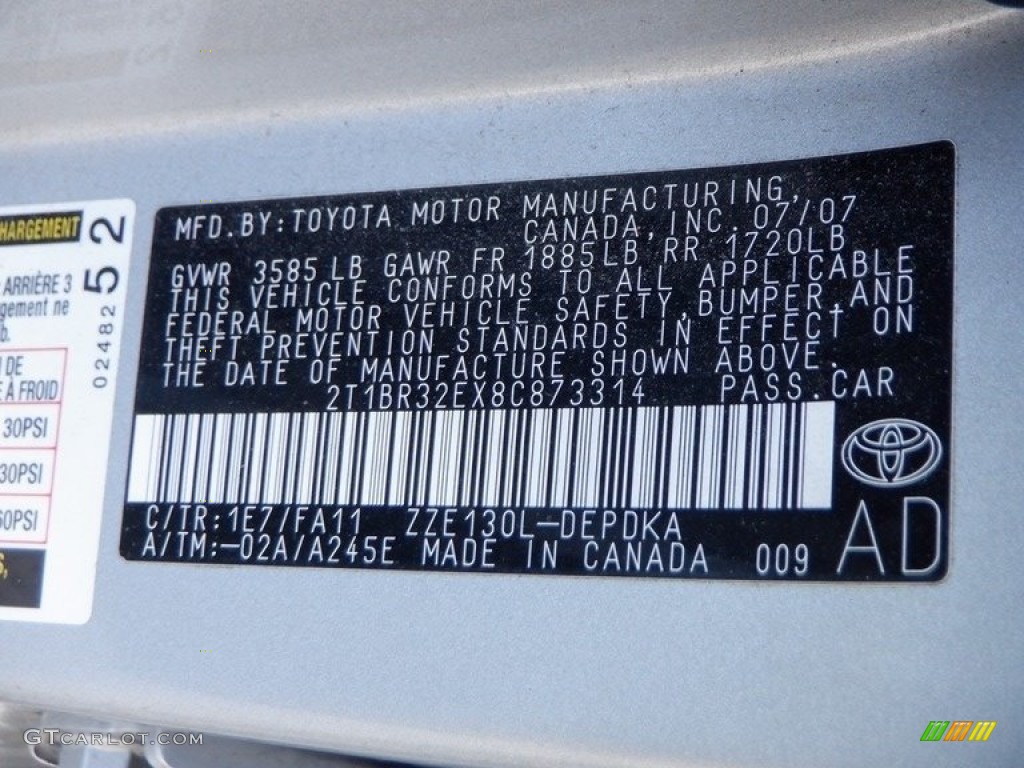 HARGEMENT
ARRIÈRE 3
rgement ne
b.
N DE
E À FROID
30PSI
30PSI
60PSI
S,
02482
52
MFD. BY: TOYOTA MOTOR MANUFACTURING,
CANADA, INC. 07/07
GVWR 3585 LB GAWR FR 1885LB RR 1720LB
THIS VEHICLE CONFORMS TO ALL APPLICABLE
FEDERAL MOTOR VEHICLE SAFETY, BUMPER, AND
THEFT PREVENTION STANDARDS IN EFFECT ON
THE DATE OF MANUFACTURE SHOWN ABOVE.
2T1BR32EX8C873314 PASS. CAR
C/TR:1E7/FA11 ZZE130L-DEPDKA
A/TM:-02A/A245E MADE IN CANADA 009
AD
GTCARLOT.COM